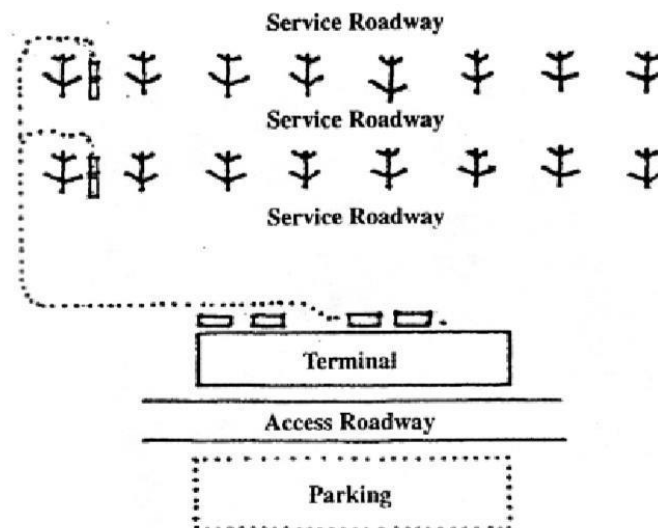 Service Roadway
Service Roadway
Service Roadway
Terminal
Access Roadway
Parking